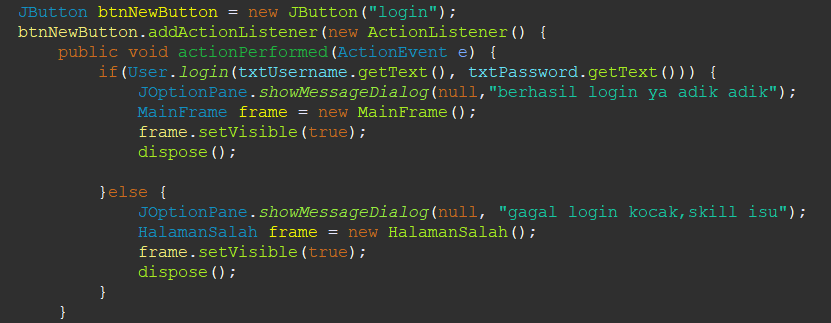 JButton btnNewButton = new JButton("login");
btnNewButton.addActionListener(new ActionListener() {
public void actionPerformed(ActionEvent e) {
if(User.login(txtUsername.getText(), txtPassword.getText())) {
JOptionPane.showMessageDialog(null,"berhasil login ya adik adik");
MainFrame frame = new MainFrame();
frame.setVisible(true);
dispose();
}else {
JOptionPane.showMessageDialog(null, "gagal login kocak,skill isu");
HalamanSalah frame = new HalamanSalah();
frame.setVisible(true);
dispose();
}
}